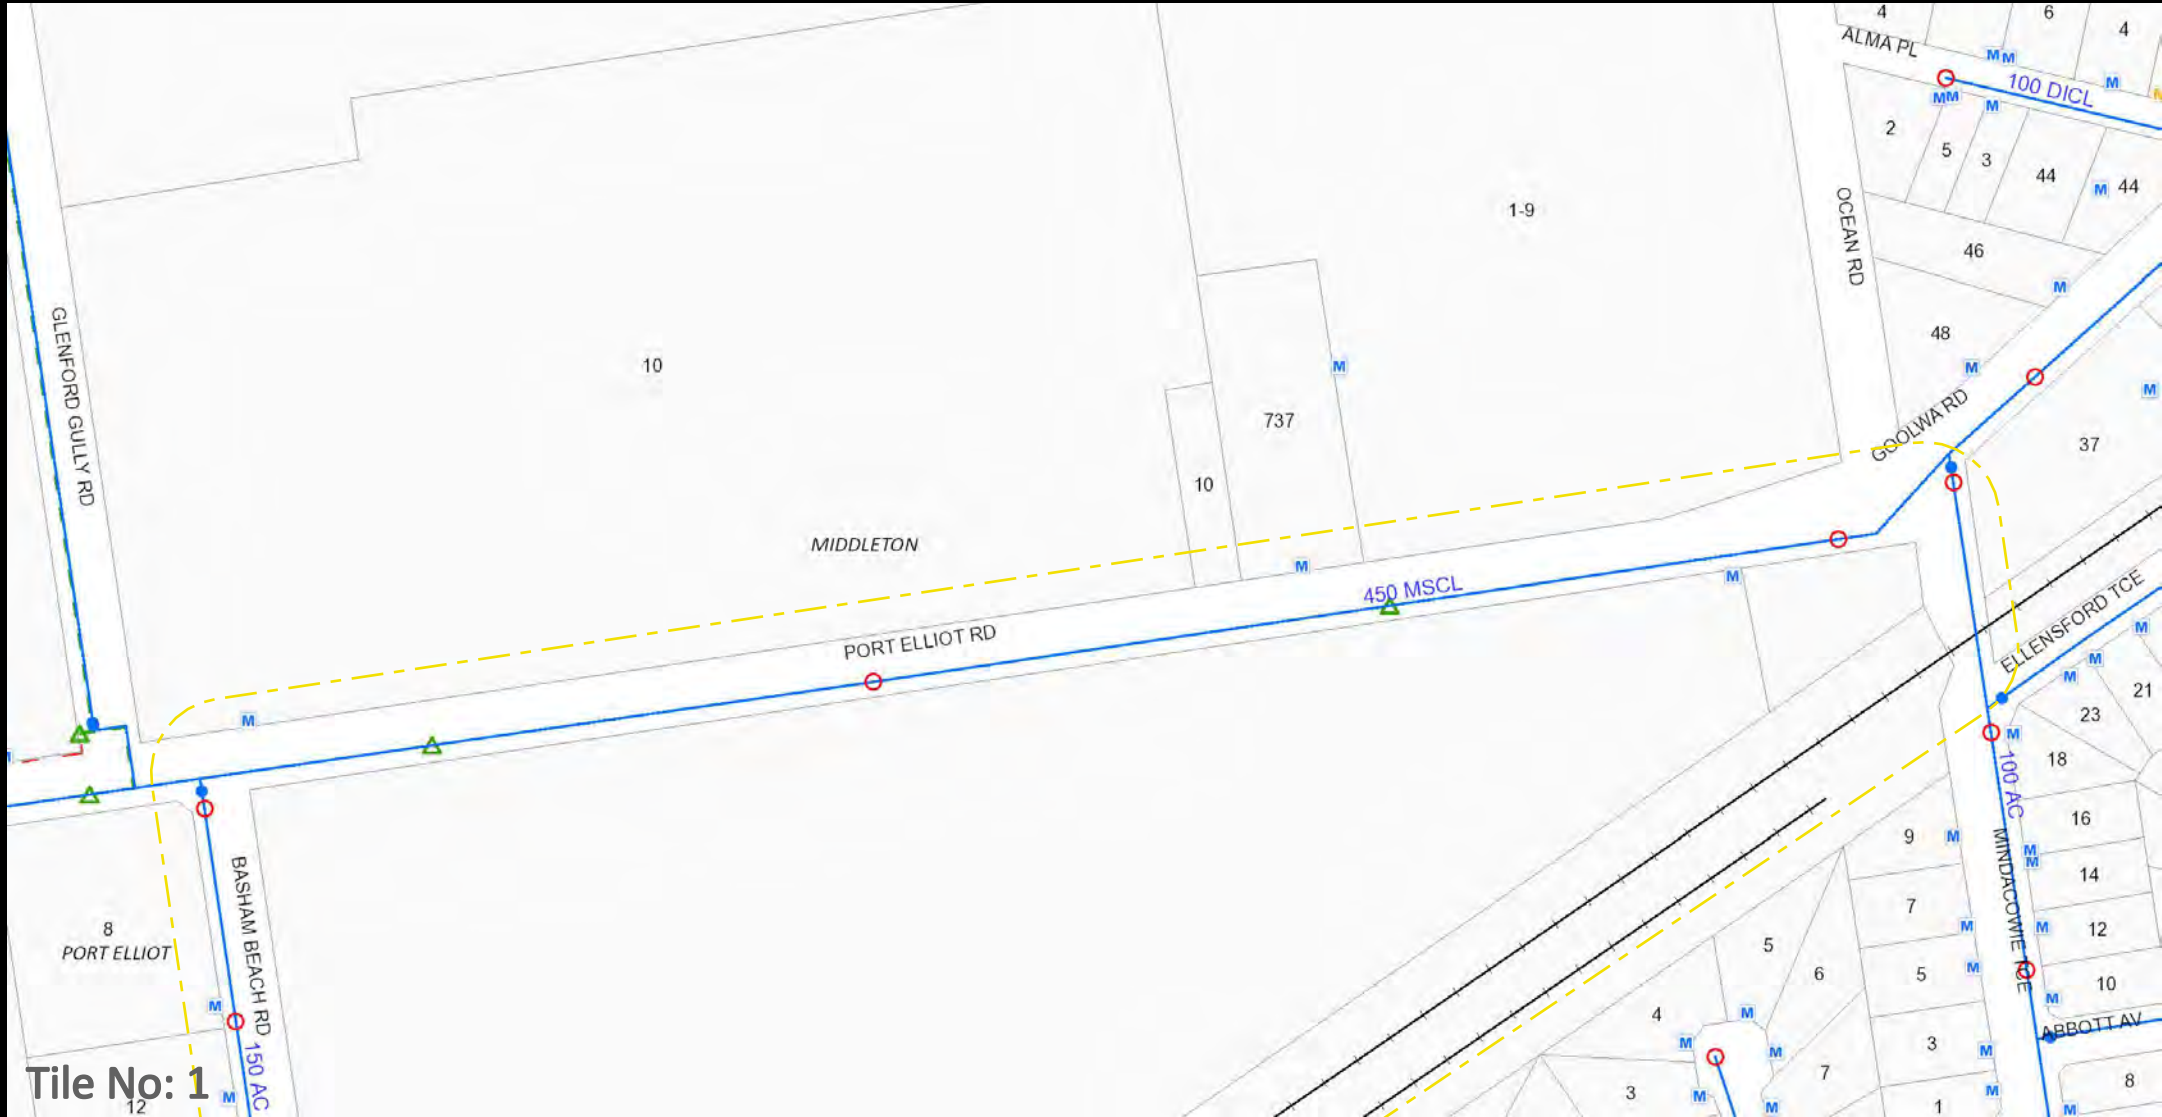 4
6
4
ALMA PL
M M
M
100 DICL
M
MM
M
2
5
3
44
M
44
1-9
OCEAN RD
46
M
48
M
GLENFORD GULLY RD
10
M
737
GOOLWA RD
M
37
10
MIDDLETON
M
450 MSCL
M
PORT ELLIOT RD
ELLENSFORD TCE
M
M
M
21
23
M
M
18
100 AC
16
9
M
MINDACOWIE TCE
M
M
14
7
M
M
12
BASHAM BEACH RD
8
PORT ELLIOT
5
6
5
M
10
M
M
4
M
M
ABBOTT AV
M
M
3
M
150 AC
7
3
M
M
M
1
M
8
M
Tile No: 1
12
M